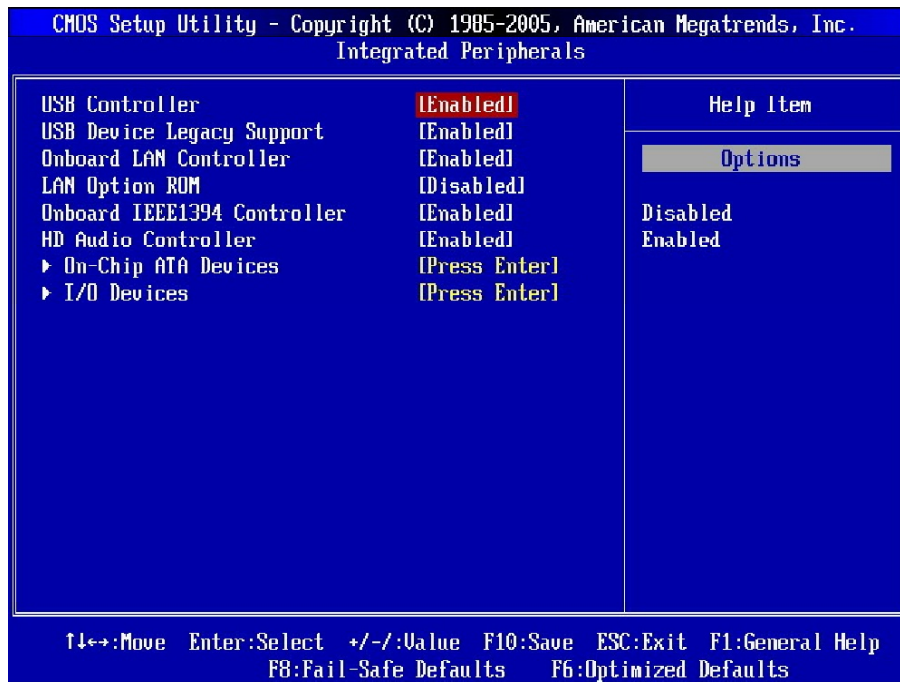 CMOS Setup Utility - Copyright (C) 1985-2005, American Megatrends, Inc.
Integrated Peripherals
USB Controller [Enabled]
USB Device Legacy Support [Enabled]
Onboard LAN Controller [Enabled]
LAN Option ROM [Disabled]
Onboard IEEE1394 Controller [Enabled]
HD Audio Controller [Enabled]
▶ On-Chip ATA Devices [Press Enter]
▶ I/O Devices [Press Enter]
Help Item
Options
Disabled
Enabled
↑↓←→:Move Enter:Select +/-/:Value F10:Save ESC:Exit F1:General Help
F8:Fail-Safe Defaults F6:Optimized Defaults